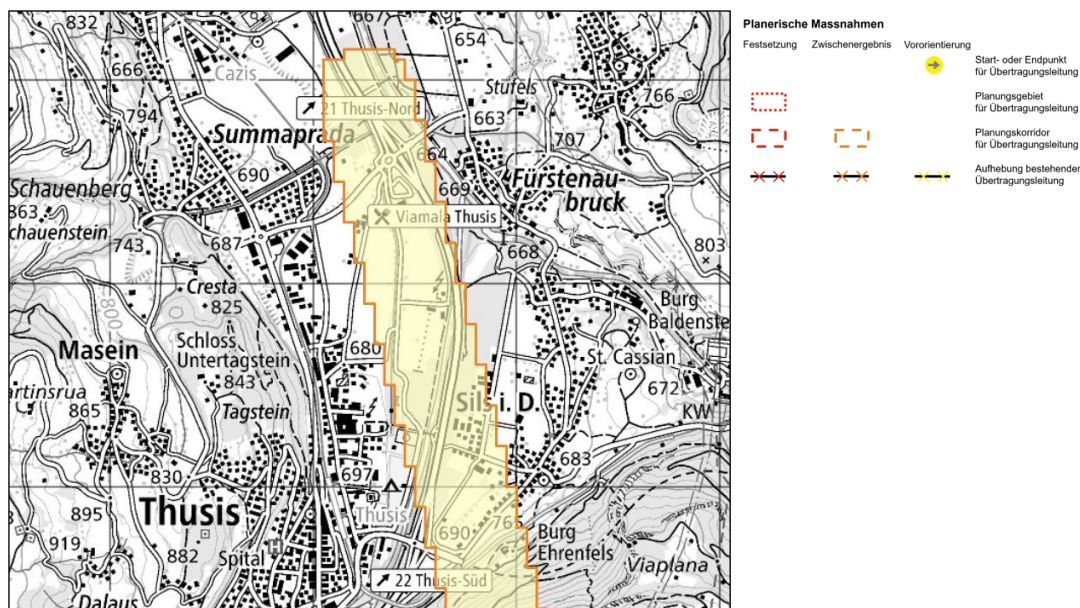 832
667
654
Cazis
666
Stufels
766
794
21 Thusis-Nord
663
Summaprada
707
664
690
669
Schauenberg
Fürstenau-
bruck
863
Viamala Thusis
chauenstein
743
687
668
803
Cresta
825
800
Burg
Baldenste
Masein
Schloss
Untertagstein
680
St. Cassian
843
672
artinsrua
Tagstein
Sils i. D.
KW
865
683
830
697
Thusis
895
Thusis
76
690
Burg
Ehrenfels
919
882
Spital
H
Viaplana
22 Thusis-Süd
Dalaus
Planerische Massnahmen
Festsetzung Zwischenergebnis Vororientierung
Start- oder Endpunkt
für Übertragungsleitung
Planungsgebiet
für Übertragungsleitung
Planungskorridor
für Übertragungsleitung
Aufhebung bestehender
Übertragungsleitung